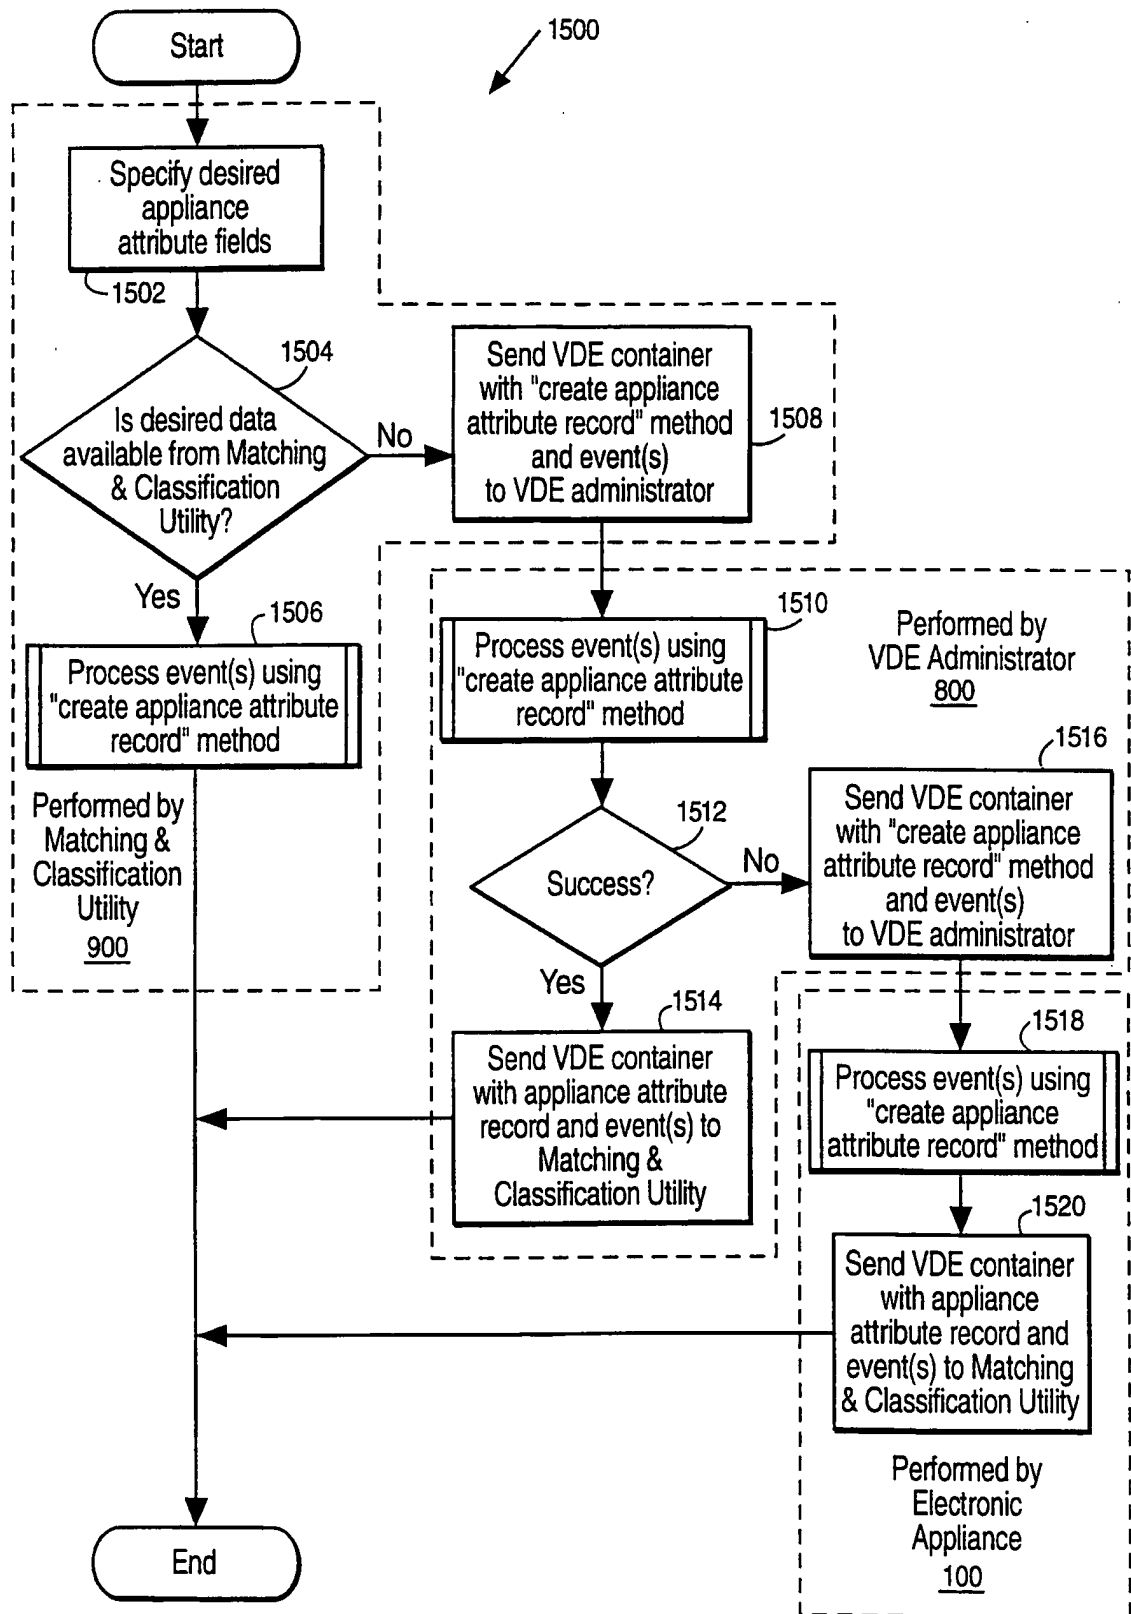 Start
1500
Specify desired
appliance
attribute fields
1502
1504
Is desired data
available from Matching
& Classification
Utility?
No
Yes
Send VDE container
with "create appliance
attribute record" method
and event(s)
to VDE administrator
1508
1506
Process event(s) using
"create appliance attribute
record" method
Performed by
Matching &
Classification
Utility
900
1510
Process event(s) using
"create appliance attribute
record" method
Performed by
VDE Administrator
800
1512
Success?
No
Yes
1516
Send VDE container
with "create appliance
attribute record" method
and event(s)
to VDE administrator
1514
Send VDE container
with appliance attribute
record and event(s) to
Matching &
Classification Utility
1518
Process event(s) using
"create appliance
attribute record" method
1520
Send VDE container
with appliance
attribute record and
event(s) to Matching
& Classification Utility
Performed by
Electronic
Appliance
100
End